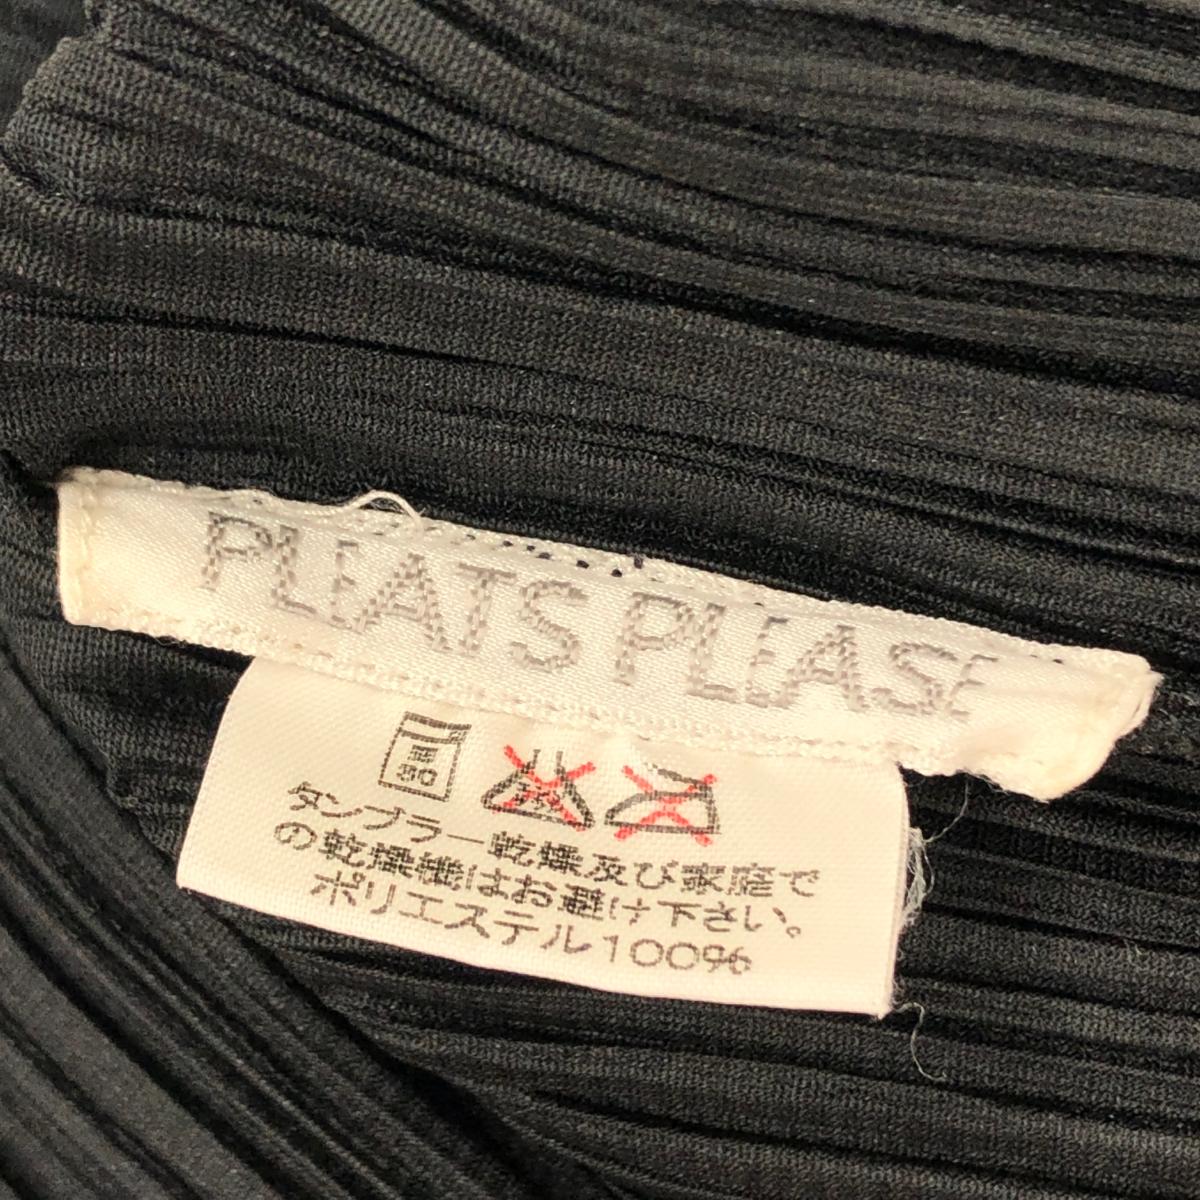 PLEATS PLEASE
タンブラー乾燥及び家庭で
の乾燥機はお避け下さい。
ポリエステル100%